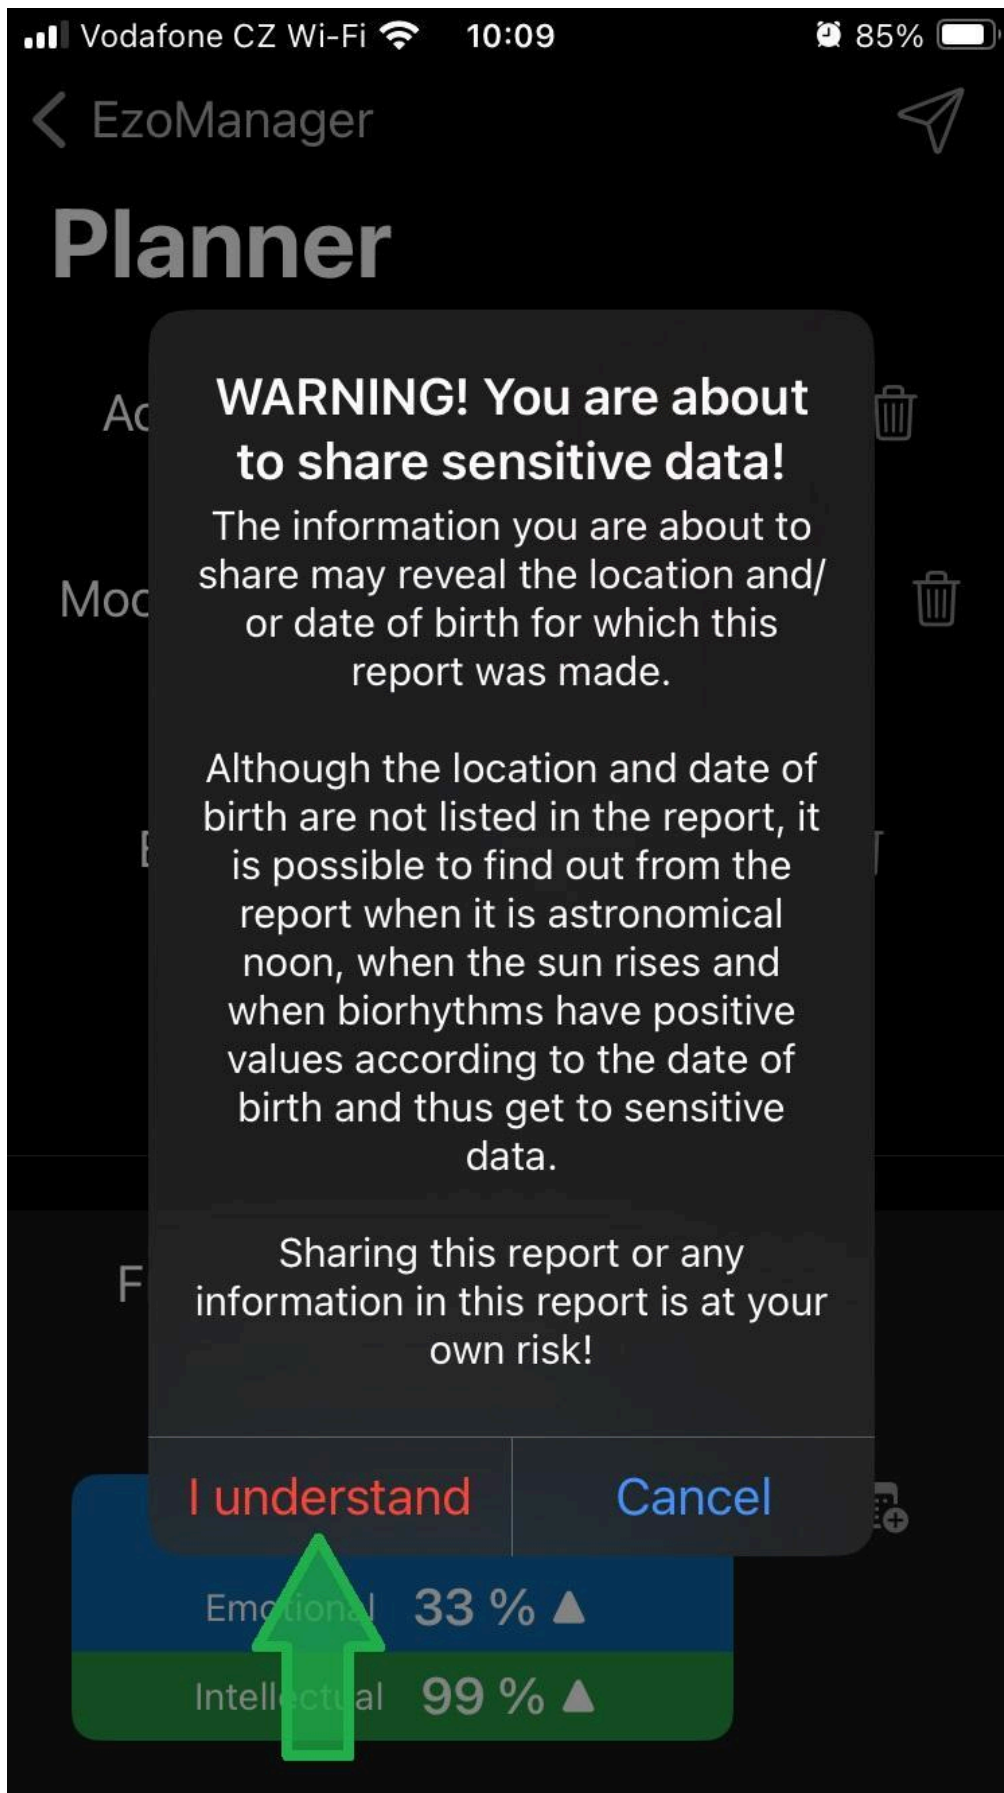 Vodafone CZ Wi-Fi 10:09 85%
EzoManager
Planner
WARNING! You are about
to share sensitive data!
The information you are about to
share may reveal the location and/
or date of birth for which this
report was made.
Although the location and date of
birth are not listed in the report, it
is possible to find out from the
report when it is astronomical
noon, when the sun rises and
when biorhythms have positive
values according to the date of
birth and thus get to sensitive
data.
Sharing this report or any
information in this report is at your
own risk!
I understand Cancel
Emotional 33 %
Intellectual 99 %